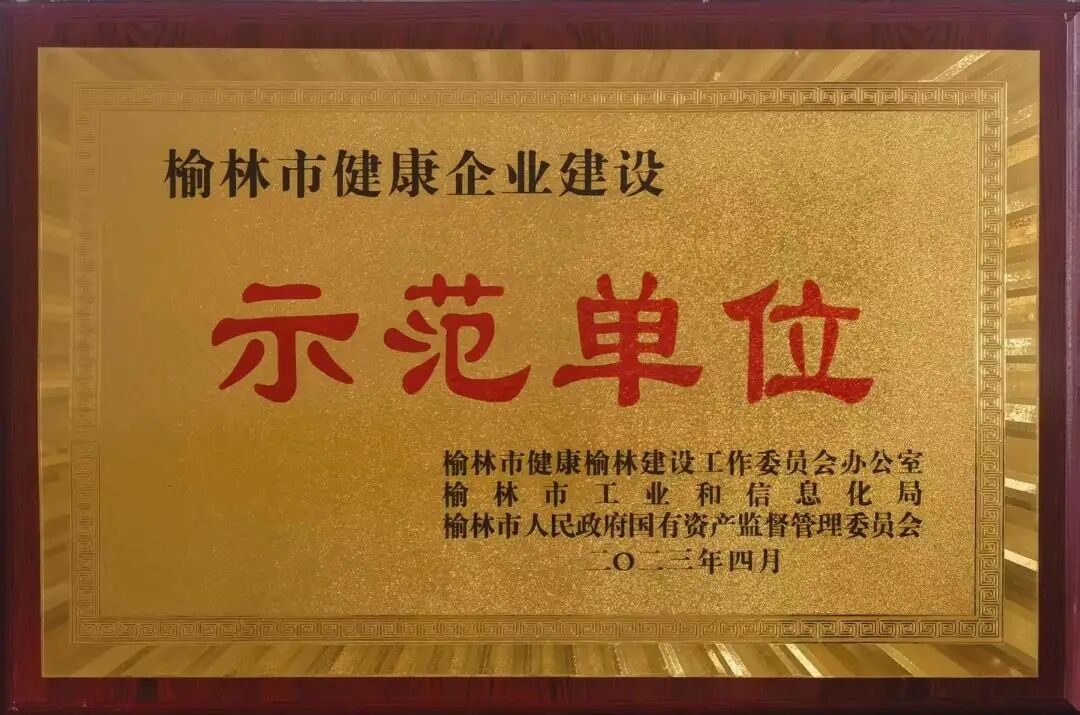 榆林市健康企业建设
示范单位
榆林市健康榆林建设工作委员会办公室
榆林市工业和信息化局
榆林市人民政府国有资产监督管理委员会
二〇二三年四月